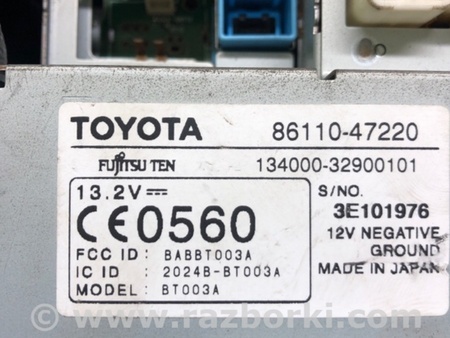 TOYOTA 86110-47220
FUJITSU TEN 134000-32900101
13.2V⎓ S/NO.
CE0560 3E101976
12V NEGATIVE
GROUND
FCC ID : BABBT003A
IC ID : 2024B-BT003A MADE IN JAPAN
MODEL: BT003A
www.razborki.com